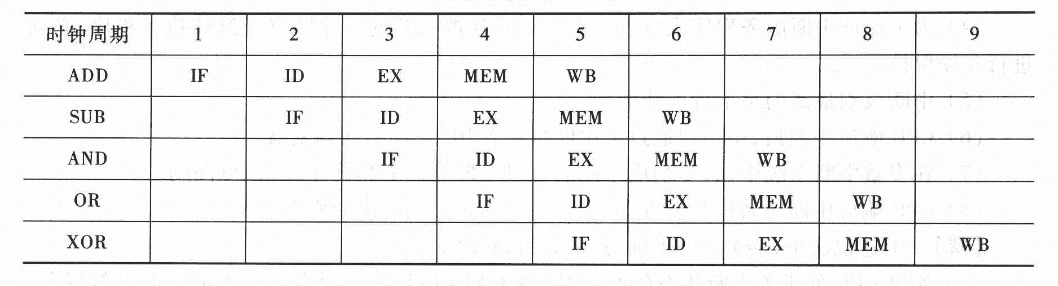 时钟周期 1 2 3 4 5 6 7 8 9
ADD IF ID EX MEM WB
SUB IF ID EX MEM WB
AND IF ID EX MEM WB
OR IF ID EX MEM WB
XOR IF ID EX MEM WB